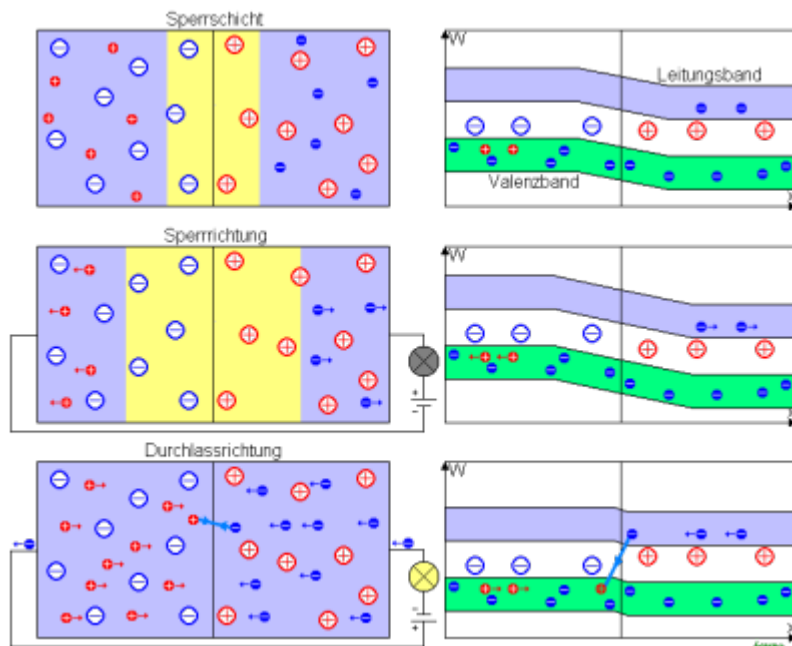 Sperrschicht
W
Leitungsband
Valenzband
x
Sperrrichtung
W
x
+
-
Durchlassrichtung
W
x
-
+